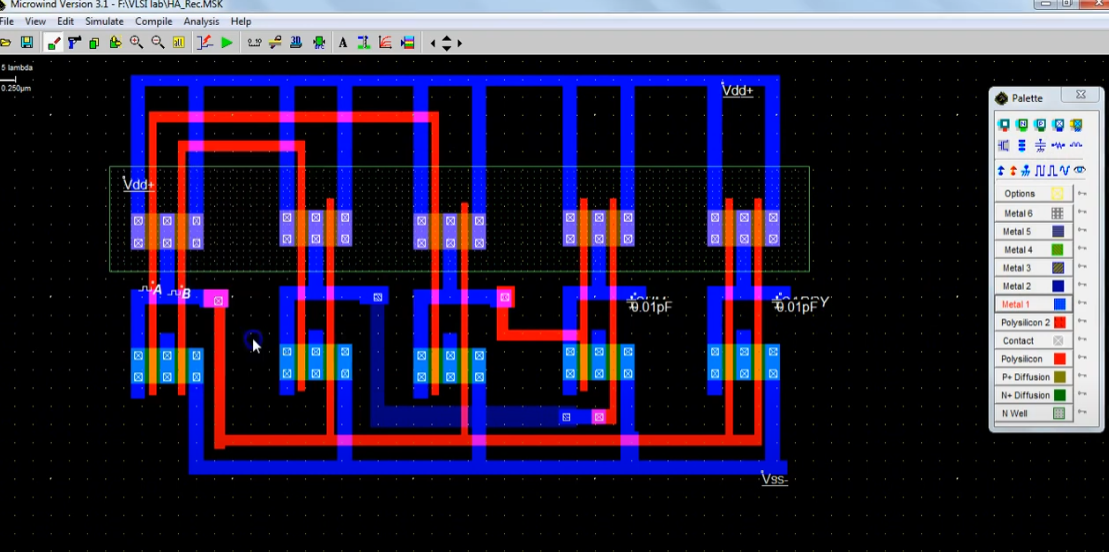 Microwind Version 3.1 - F:\VLSI lab\HA_Rec.MSK
File View Edit Simulate Compile Analysis Help
5 lambda
0.250µm
Vdd+
Vdd+
A
B
0.01pF
0.01pF
Vss-
Palette
Options
Metal 6
Metal 5
Metal 4
Metal 3
Metal 2
Metal 1
Polysilicon 2
Contact
Polysilicon
P+ Diffusion
N+ Diffusion
N Well